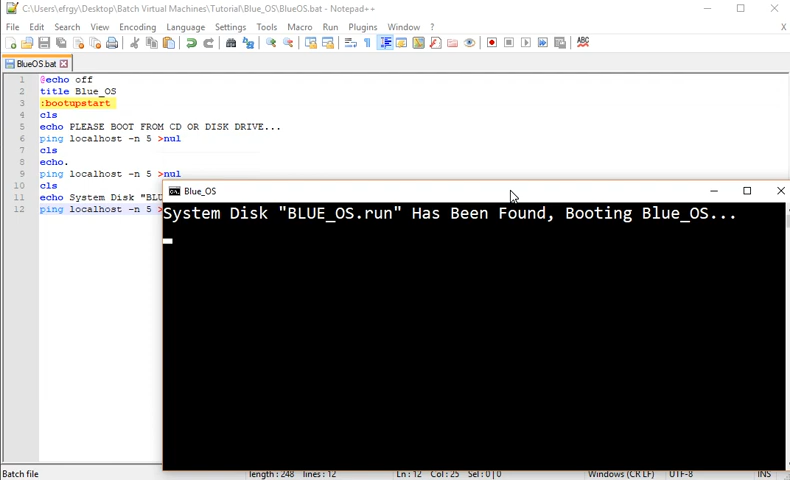 C:\Users\efrgy\Desktop\Batch Virtual Machines\Tutorial\Blue_OS\BlueOS.bat - Notepad++
File Edit Search View Encoding Language Settings Tools Macro Run Plugins Window ? X
ABC
BlueOS.bat
1 @echo off
2 title Blue_OS
3 :bootupstart
4 cls
5 echo PLEASE BOOT FROM CD OR DISK DRIVE...
6 ping localhost -n 5 >nul
7 cls
8 echo.
9 ping localhost -n 5 >nul
10 cls
11 echo System Disk "BLU
12 ping localhost -n 5 >
Blue_OS
System Disk "BLUE_OS.run" Has Been Found, Booting Blue_OS...
Batch file length : 248 lines : 12 Ln : 12 Col : 25 Sel : 0 | 0 Windows (CR LF) UTF-8 INS